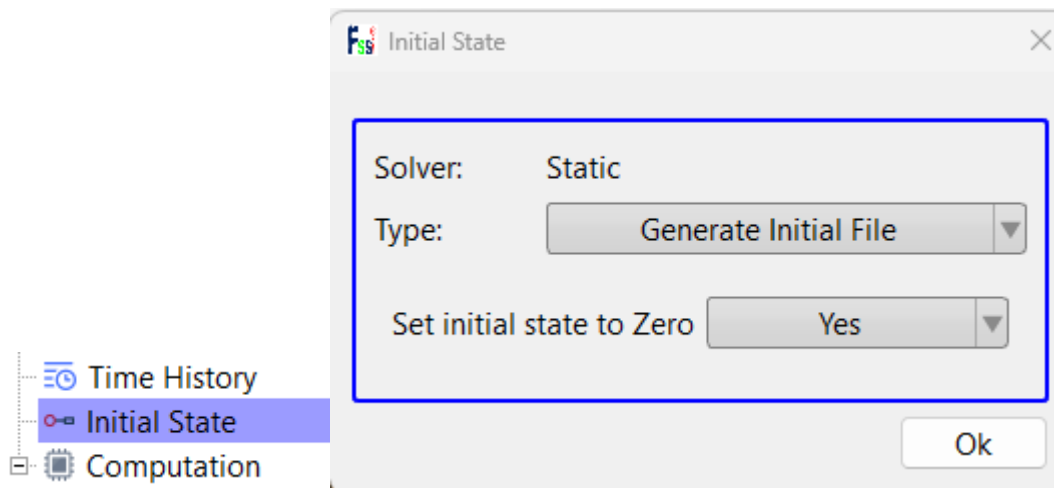 Initial State
Solver: Static
Type: Generate Initial File
Set initial state to Zero Yes
Time History
Initial State
Computation
Ok